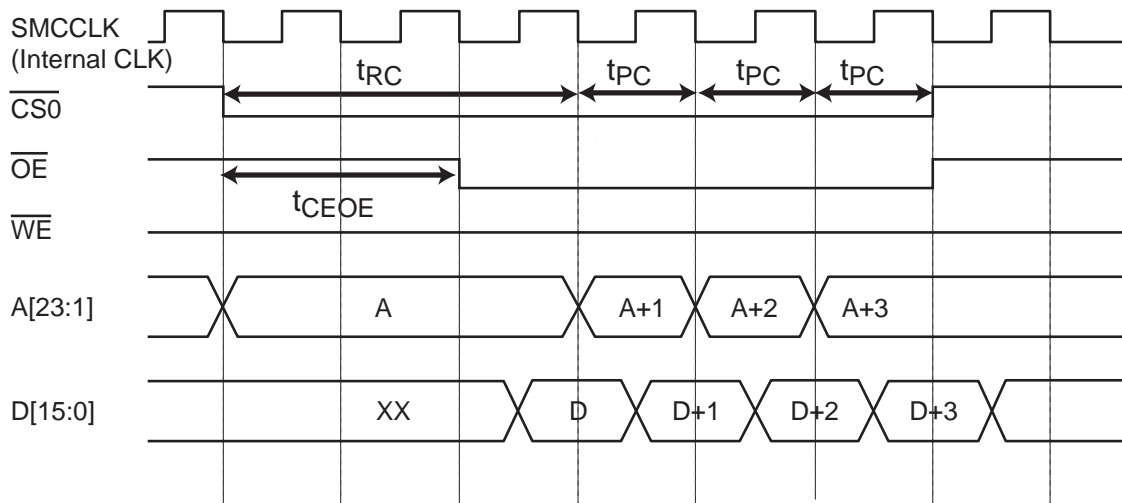 SMCCLK
(Internal CLK)
tRC tPC tPC tPC
CS0
OE
tCEOE
WE
A[23:1] A A+1 A+2 A+3
D[15:0] XX D D+1 D+2 D+3